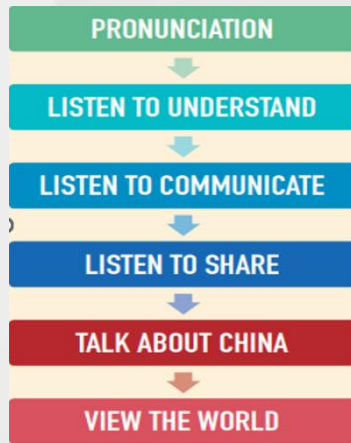 PRONUNCIATION
LISTEN TO UNDERSTAND
LISTEN TO COMMUNICATE
LISTEN TO SHARE
TALK ABOUT CHINA
VIEW THE WORLD